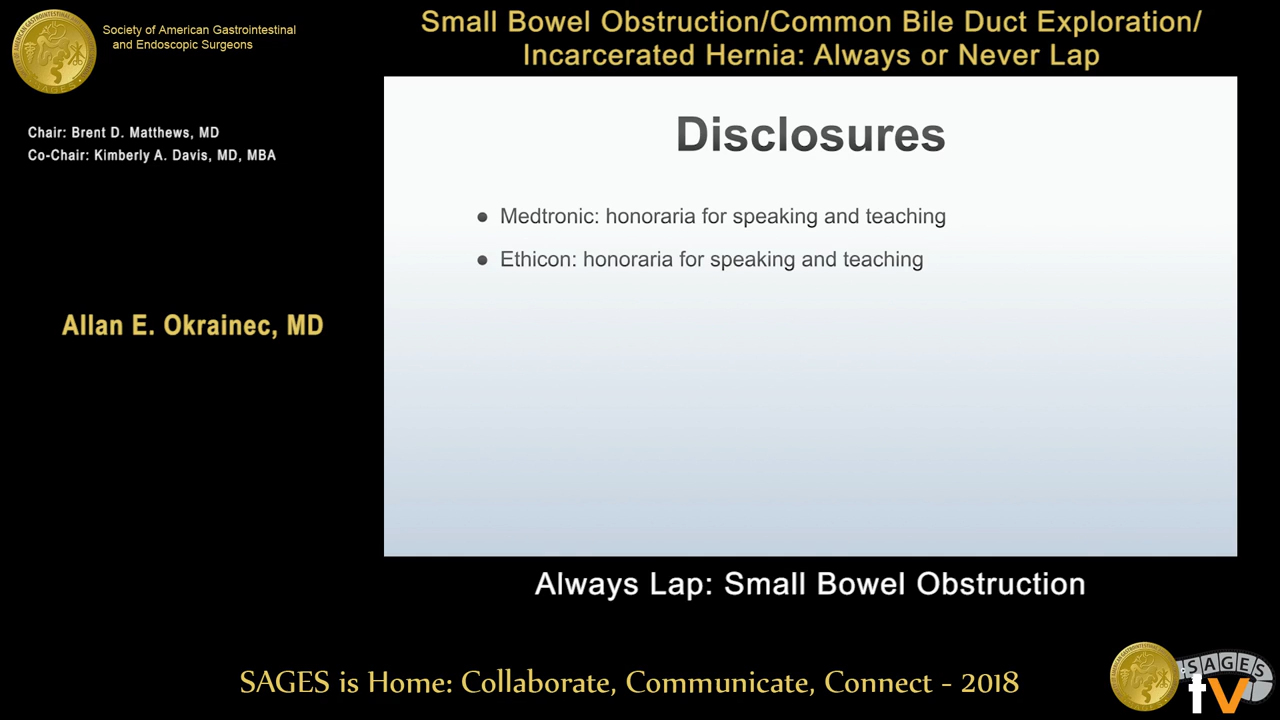 Society of American Gastrointestinal
and Endoscopic Surgeons
Small Bowel Obstruction/Common Bile Duct Exploration/
Incarcerated Hernia: Always or Never Lap
Chair: Brent D. Matthews, MD
Co-Chair: Kimberly A. Davis, MD, MBA
Allan E. Okrainec, MD
Disclosures
● Medtronic: honoraria for speaking and teaching
● Ethicon: honoraria for speaking and teaching
Always Lap: Small Bowel Obstruction
SAGES is Home: Collaborate, Communicate, Connect - 2018
SAGES
tv